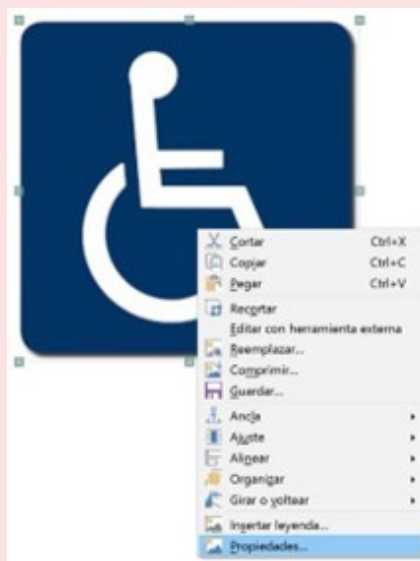 Cortar Ctrl+X
Copiar Ctrl+C
Pegar Ctrl+V
Recortar
Editar con herramienta externa
Reemplazar...
Comprimir...
Guardar...
Ancla
Ajuste
Alinear
Organizar
Girar o voltear
Insertar leyenda...
Propiedades...